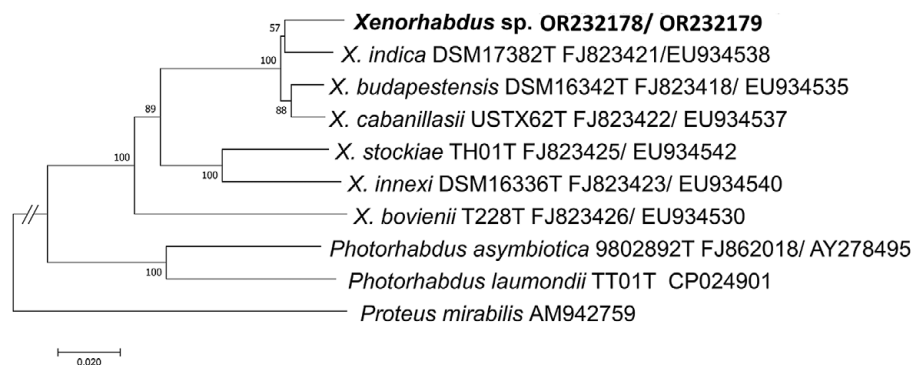 Xenorhabdus sp. OR232178/ OR232179
57
X. indica DSM17382T FJ823421/EU934538
100
X. budapestensis DSM16342T FJ823418/ EU934535
88
X. cabanillasii USTX62T FJ823422/ EU934537
89
X. stockiae TH01T FJ823425/ EU934542
100
100
X. innexi DSM16336T FJ823423/ EU934540
X. bovienii T228T FJ823426/ EU934530
Photorhabdus asymbiotica 9802892T FJ862018/ AY278495
100
Photorhabdus laumondii TT01T CP024901
Proteus mirabilis AM942759
0.020